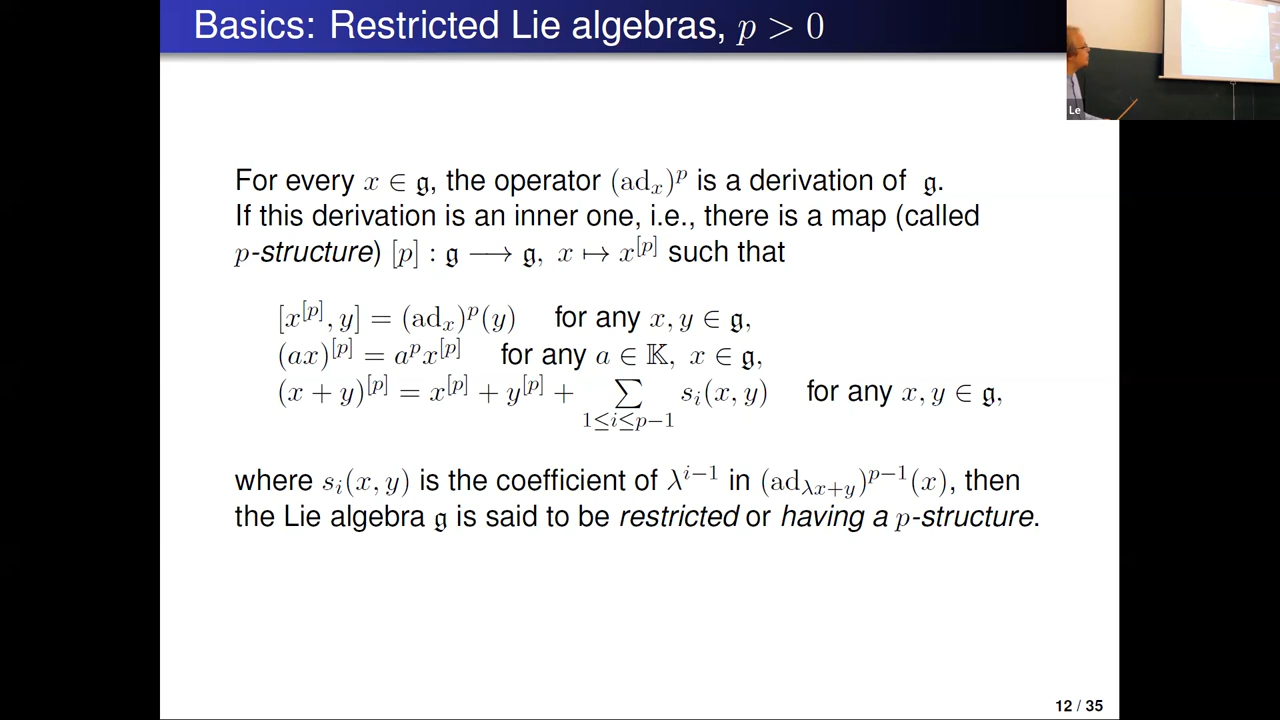 Basics: Restricted Lie algebras, p > 0
Le
For every x ∈ 𝔤, the operator (ad_x)^p is a derivation of 𝔤.
If this derivation is an inner one, i.e., there is a map (called
p-structure) [p] : 𝔤 ⟶ 𝔤, x ↦ x^{[p]} such that
[x^{[p]}, y] = (ad_x)^p(y) for any x, y ∈ 𝔤,
(ax)^{[p]} = a^p x^{[p]} for any a ∈ 𝕂, x ∈ 𝔤,
(x + y)^{[p]} = x^{[p]} + y^{[p]} + ∑_{1≤i≤p−1} s_i(x, y) for any x, y ∈ 𝔤,
where s_i(x, y) is the coefficient of λ^{i−1} in (ad_{λx+y})^{p−1}(x), then
the Lie algebra 𝔤 is said to be restricted or having a p-structure.
12 / 35